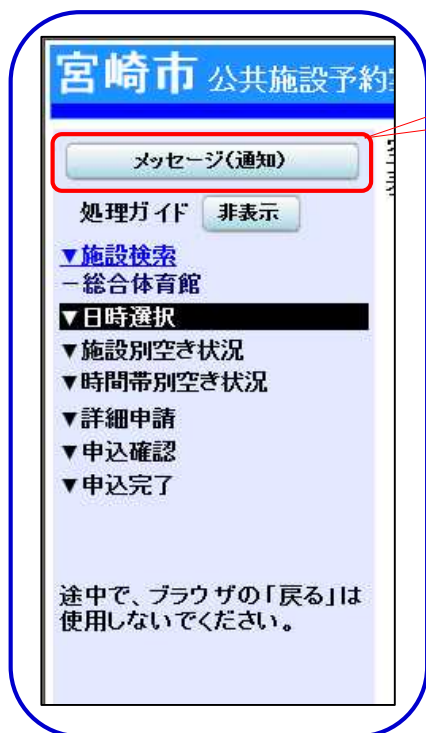 宮崎市 公共施設予約
メッセージ(通知)
処理ガイド 非表示
▼施設検索
－総合体育館
▼日時選択
▼施設別空き状況
▼時間帯別空き状況
▼詳細申請
▼申込確認
▼申込完了
途中で、ブラウザの「戻る」は
使用しないでください。